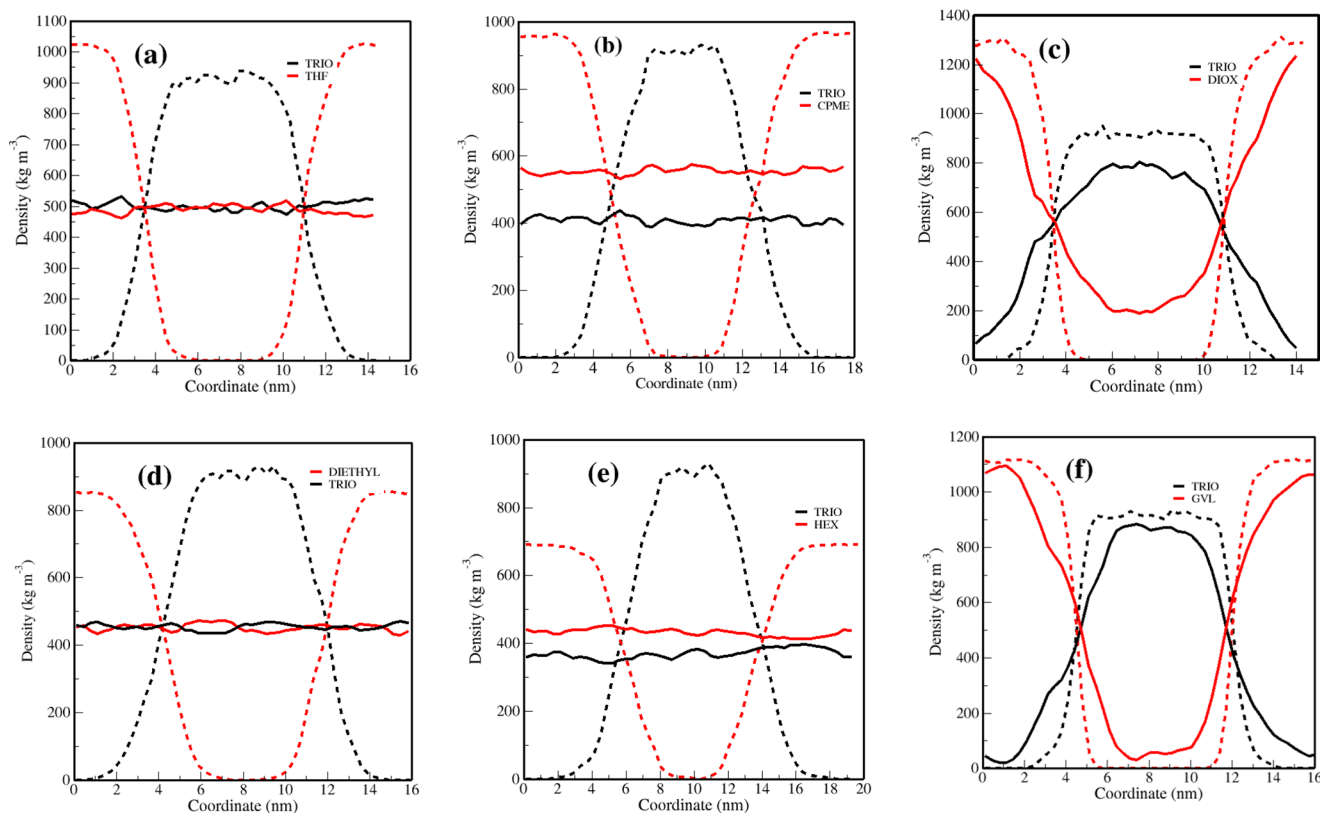 (a)
TRIO
THF
Density (kg m-3)
1100
1000
900
800
700
600
500
400
300
200
100
0
0 2 4 6 8 10 12 14 16
Coordinate (nm)
(b)
TRIO
CPME
Density (kg m-3)
1000
800
600
400
200
0
0 2 4 6 8 10 12 14 16 18
Coordinate (nm)
(c)
TRIO
DIOX
Density (kg m-3)
1400
1200
1000
800
600
400
200
0
0 2 4 6 8 10 12 14
Coordinate (nm)
(d)
DIETHYL
TRIO
Density (kg m-3)
1000
800
600
400
200
0
0 2 4 6 8 10 12 14 16
Coordinate (nm)
(e)
TRIO
HEX
Density (kg m-3)
1000
800
600
400
200
0
0 2 4 6 8 10 12 14 16 18 20
Coordinate (nm)
(f)
TRIO
GVL
Density (kg m-3)
1200
1100
1000
900
800
700
600
500
400
300
200
100
0
0 2 4 6 8 10 12 14 16
Coordinate (nm)